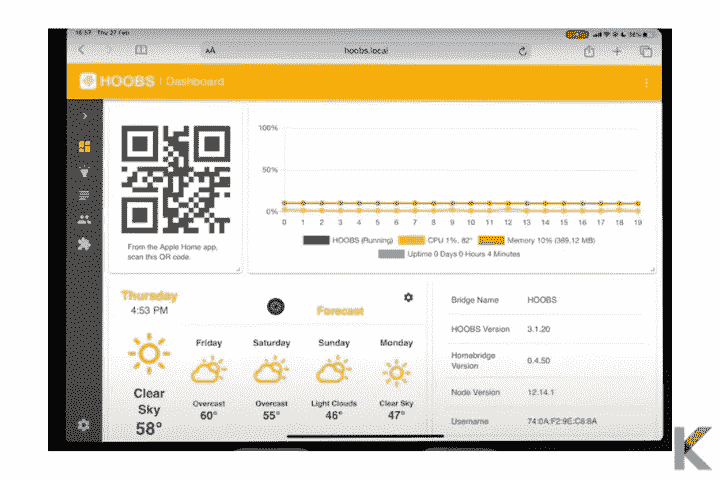 16:57 Thu 27 Feb
38%
AA
hoobs.local
HOOBS | Dashboard
100%
50%
0%
0 1 2 3 4 5 6 7 8 9 10 11 12 13 14 15 16 17 18 19
HOOBS (Running) CPU 1%, 82° Memory 10% (369.12 MB)
Uptime 0 Days 0 Hours 4 Minutes
From the Apple Home app,
scan this QR code.
Thursday
4:53 PM
Clear
Sky
58°
Forecast
Friday Saturday Sunday Monday
Overcast Overcast Light Clouds Clear Sky
60° 55° 46° 47°
Bridge Name HOOBS
HOOBS Version 3.1.20
Homebridge
Version 0.4.50
Node Version 12.14.1
Username 74:0A:F2:9E:C8:8A
K